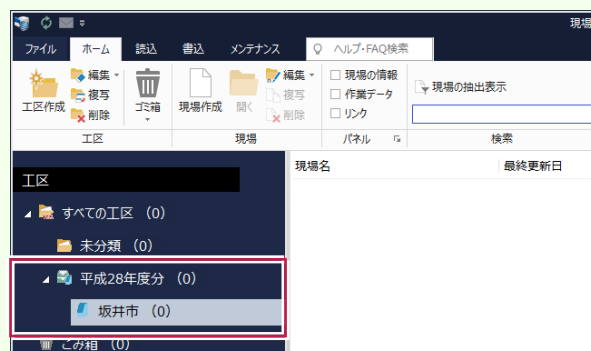 現場
ファイル ホーム 読込 書込 メンテナンス ヘルプ・FAQ検索
工区作成 編集 複写 削除 ゴミ箱 現場作成 開く 編集 複写 削除 現場の情報 作業データ リンク 現場の抽出表示
工区 現場 パネル 検索
工区 現場名 最終更新日
すべての工区 (0)
未分類 (0)
平成28年度分 (0)
坂井市 (0)
ごみ箱 (0)